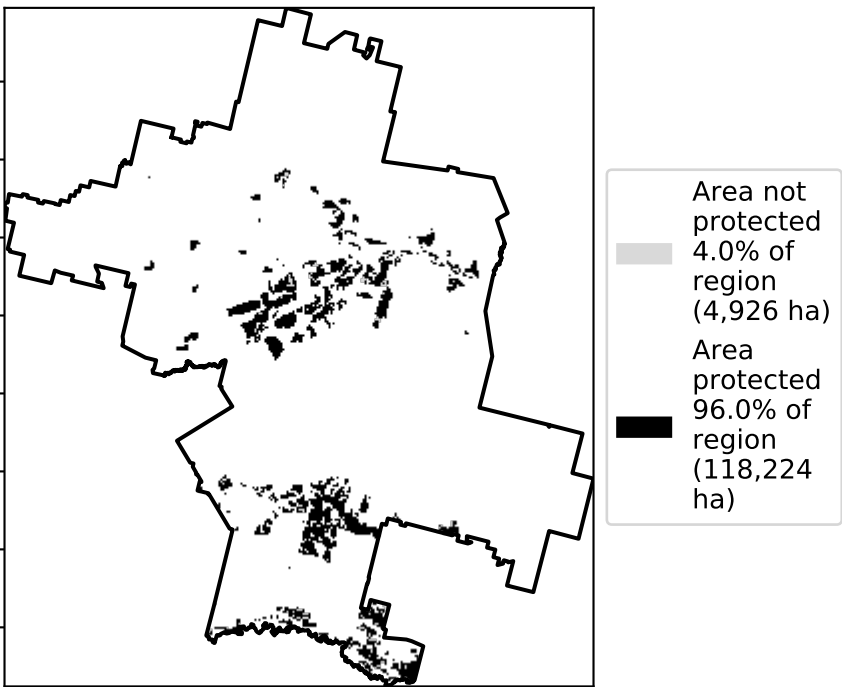 Area not
protected
4.0% of
region
(4,926 ha)
Area
protected
96.0% of
region
(118,224
ha)